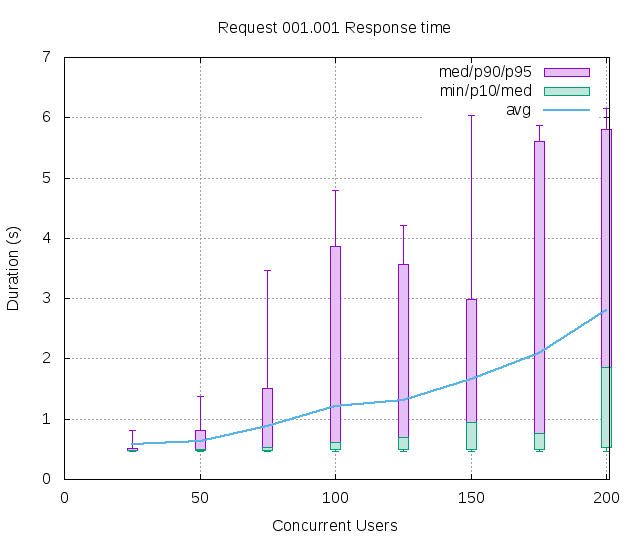 Request 001.001 Response time
med/p90/p95
min/p10/med
avg
Duration (s)
7
6
5
4
3
2
1
0
0 50 100 150 200
Concurrent Users